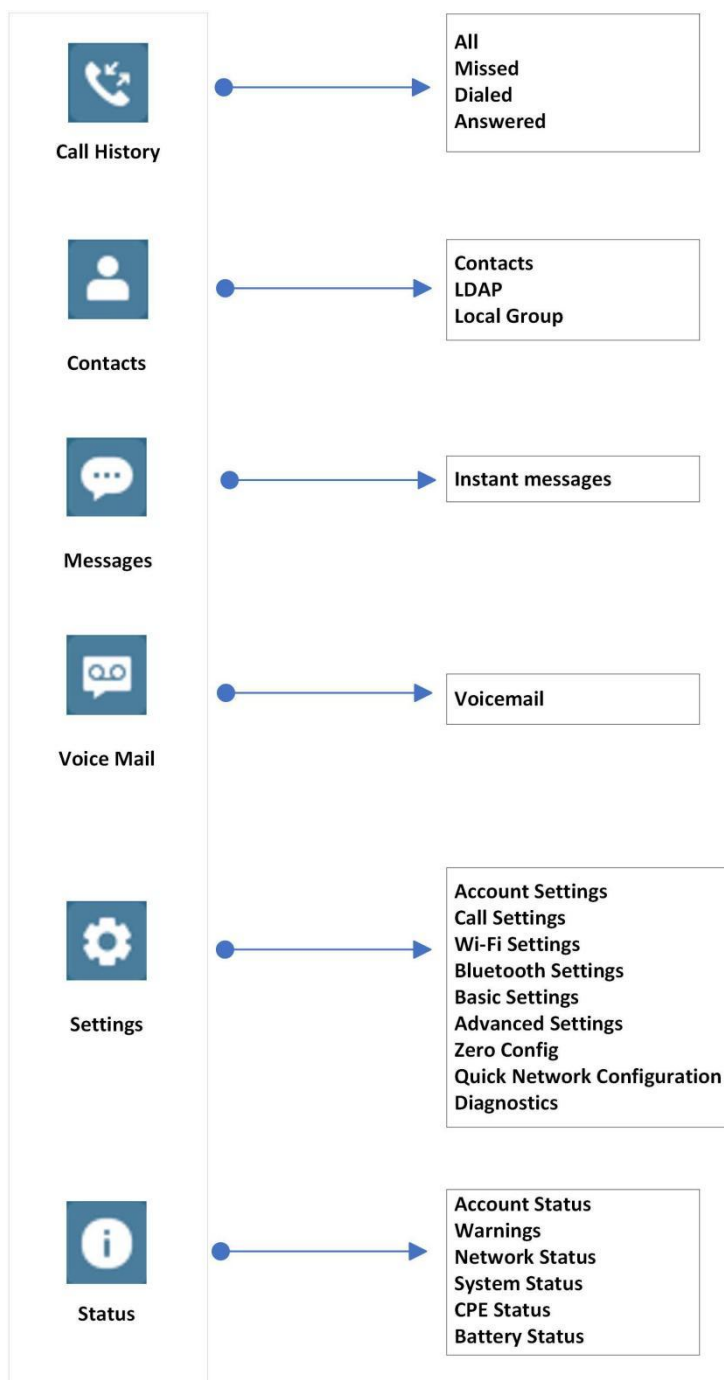 All
Missed
Dialed
Answered
Call History
Contacts
LDAP
Local Group
Contacts
Instant messages
Messages
Voicemail
Voice Mail
Account Settings
Call Settings
Wi-Fi Settings
Bluetooth Settings
Basic Settings
Advanced Settings
Zero Config
Quick Network Configuration
Diagnostics
Settings
Account Status
Warnings
Network Status
System Status
CPE Status
Battery Status
Status